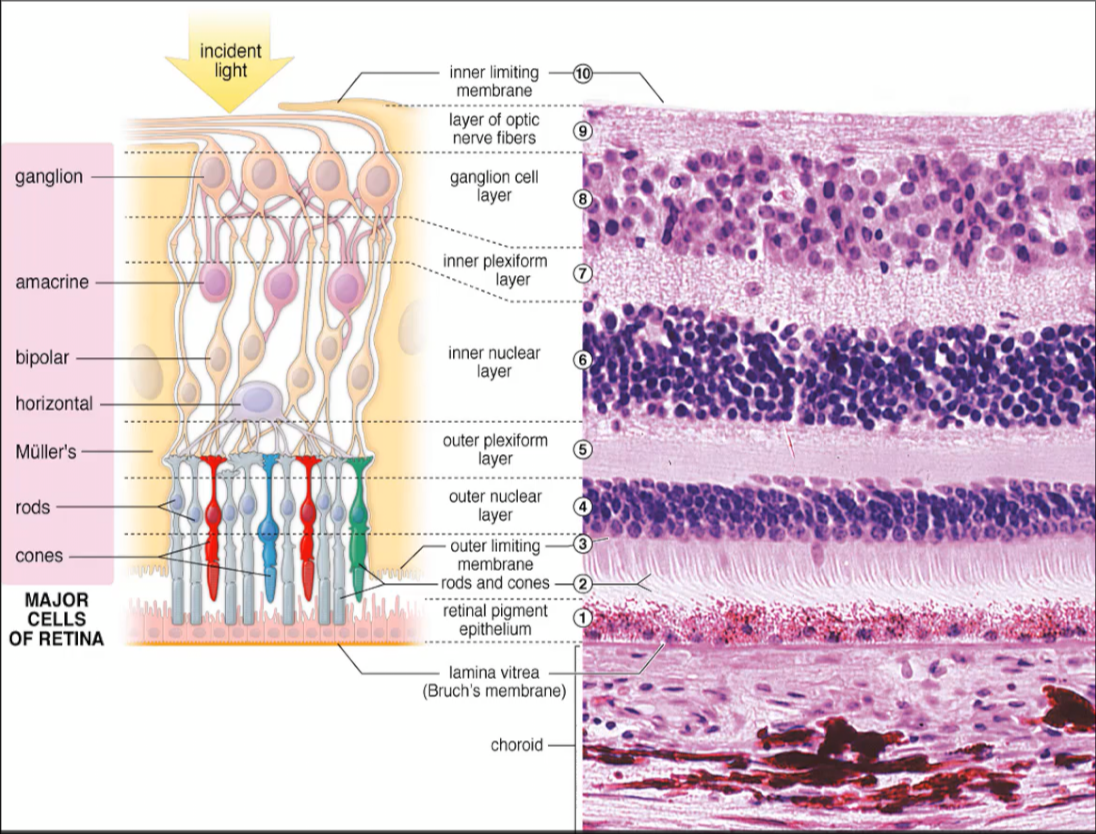 incident
light
inner limiting
membrane
10
layer of optic
nerve fibers
9
ganglion
ganglion cell
layer
8
inner plexiform
layer
7
amacrine
bipolar
inner nuclear
layer
6
horizontal
Müller's
outer plexiform
layer
5
rods
outer nuclear
layer
4
cones
outer limiting
membrane
3
rods and cones
2
retinal pigment
epithelium
1
MAJOR
CELLS
OF RETINA
lamina vitrea
(Bruch's membrane)
choroid